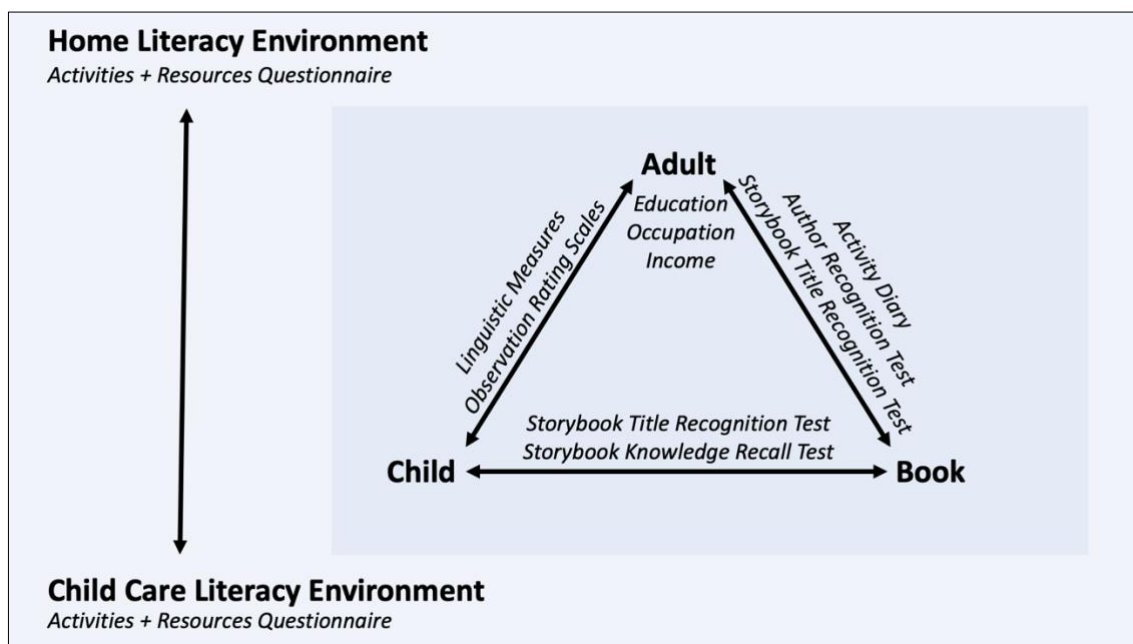 Home Literacy Environment
Activities + Resources Questionnaire
Adult
Education
Occupation
Income
Linguistic Measures
Observation Rating Scales
Activity Diary
Author Recognition Test
Storybook Title Recognition Test
Storybook Title Recognition Test
Storybook Knowledge Recall Test
Child
Book
Child Care Literacy Environment
Activities + Resources Questionnaire